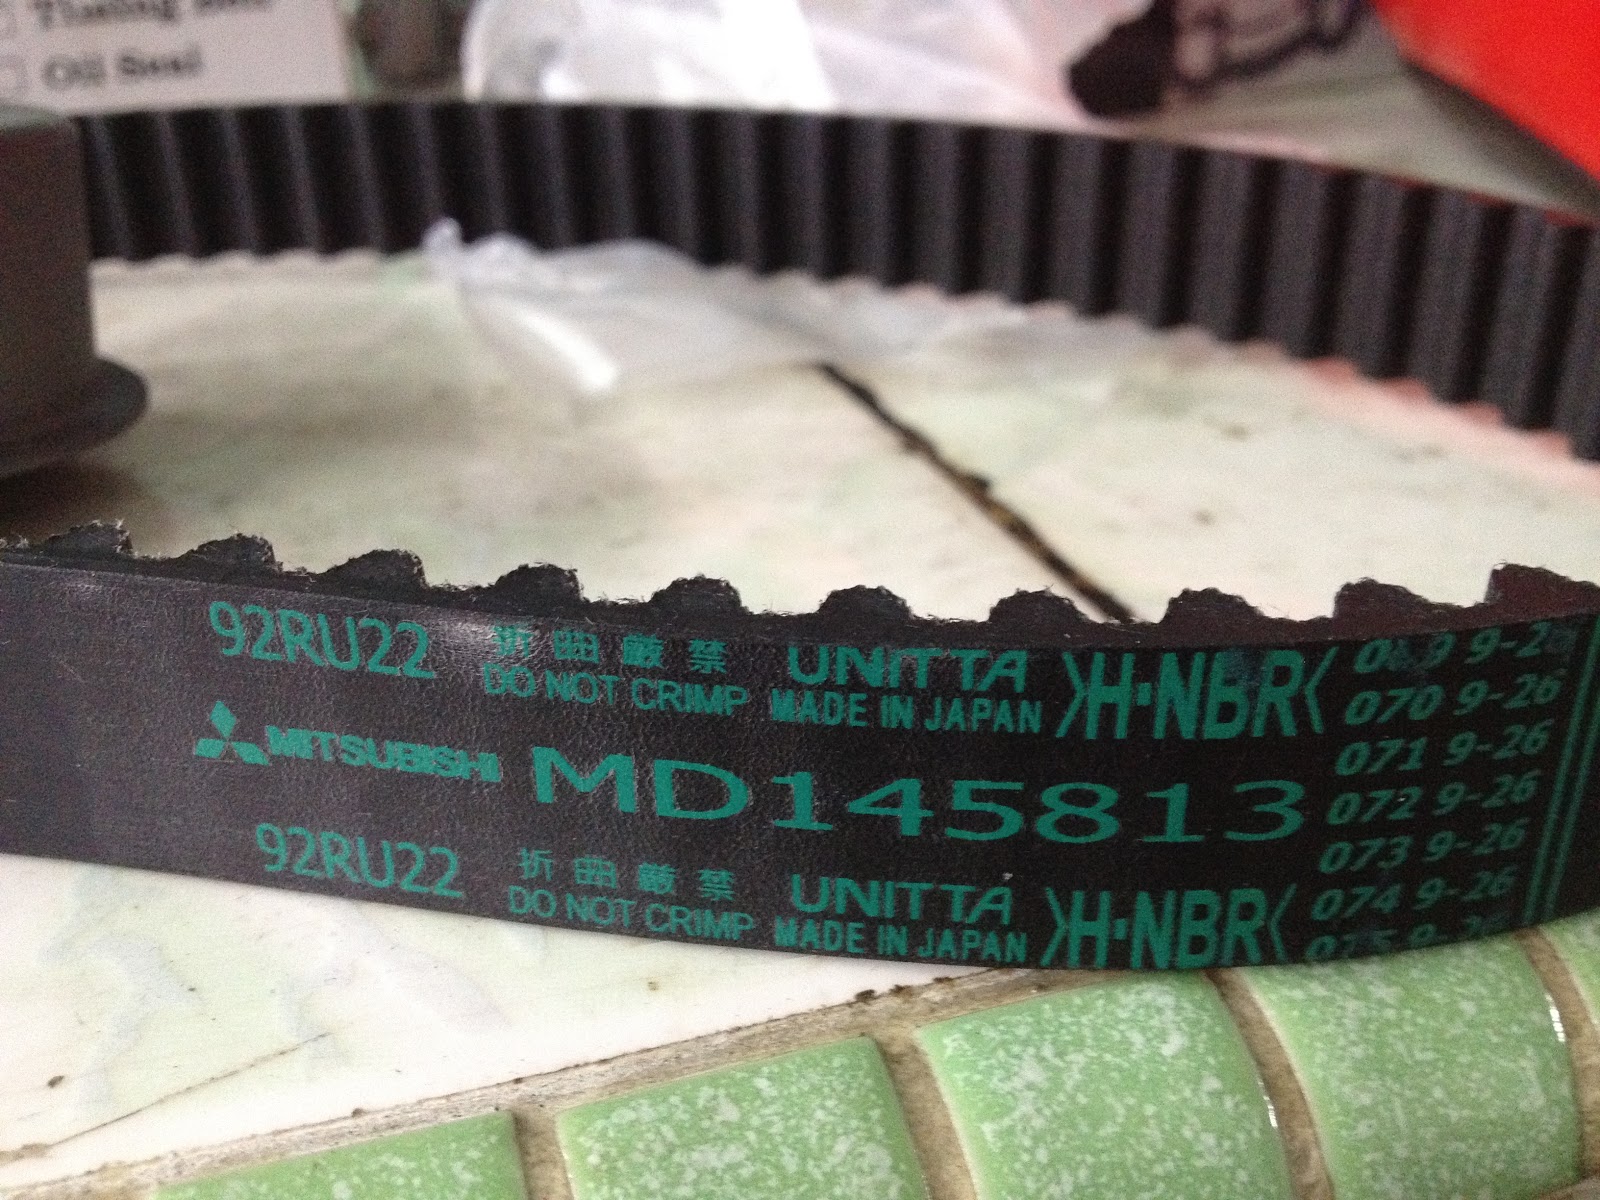 Oil Seal
92RU22
折曲厳禁
DO NOT CRIMP
UNITTA
MADE IN JAPAN
>H·NBR<
MITSUBISHI
MD145813
92RU22
折曲厳禁
DO NOT CRIMP
UNITTA
MADE IN JAPAN
>H·NBR<
070 9-26
071 9-26
072 9-26
073 9-26
074 9-26